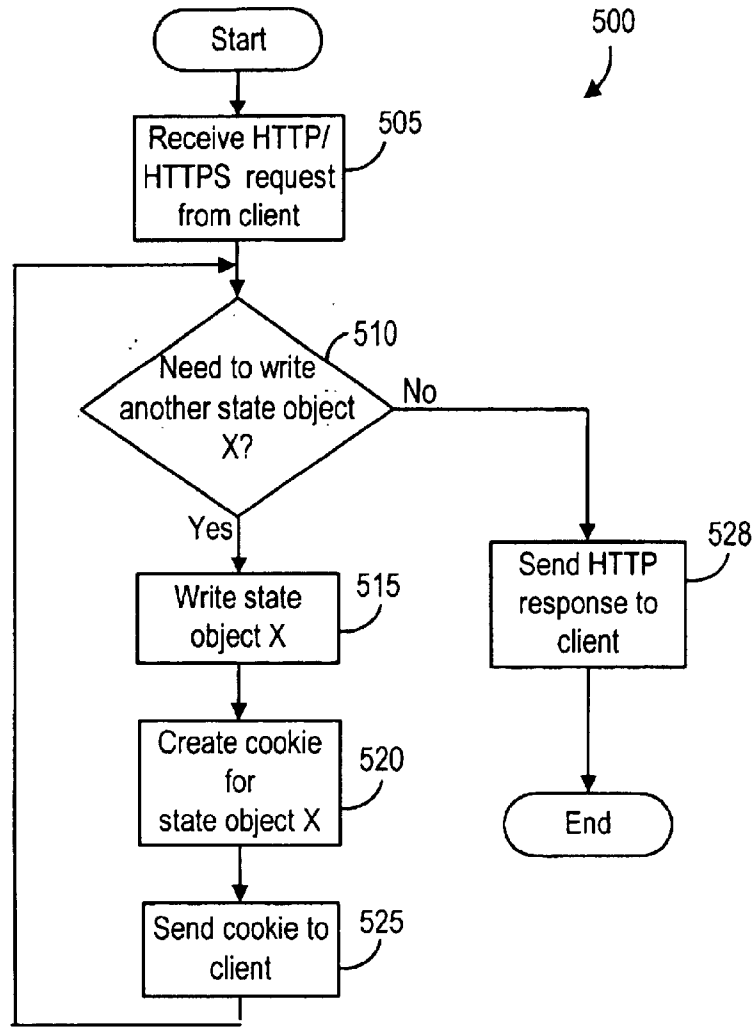 Start
500
Receive HTTP/
HTTPS request
from client
505
510
Need to write
another state object
X?
No
Yes
Write state
object X
515
Send HTTP
response to
client
528
Create cookie
for
state object X
520
End
Send cookie to
client
525